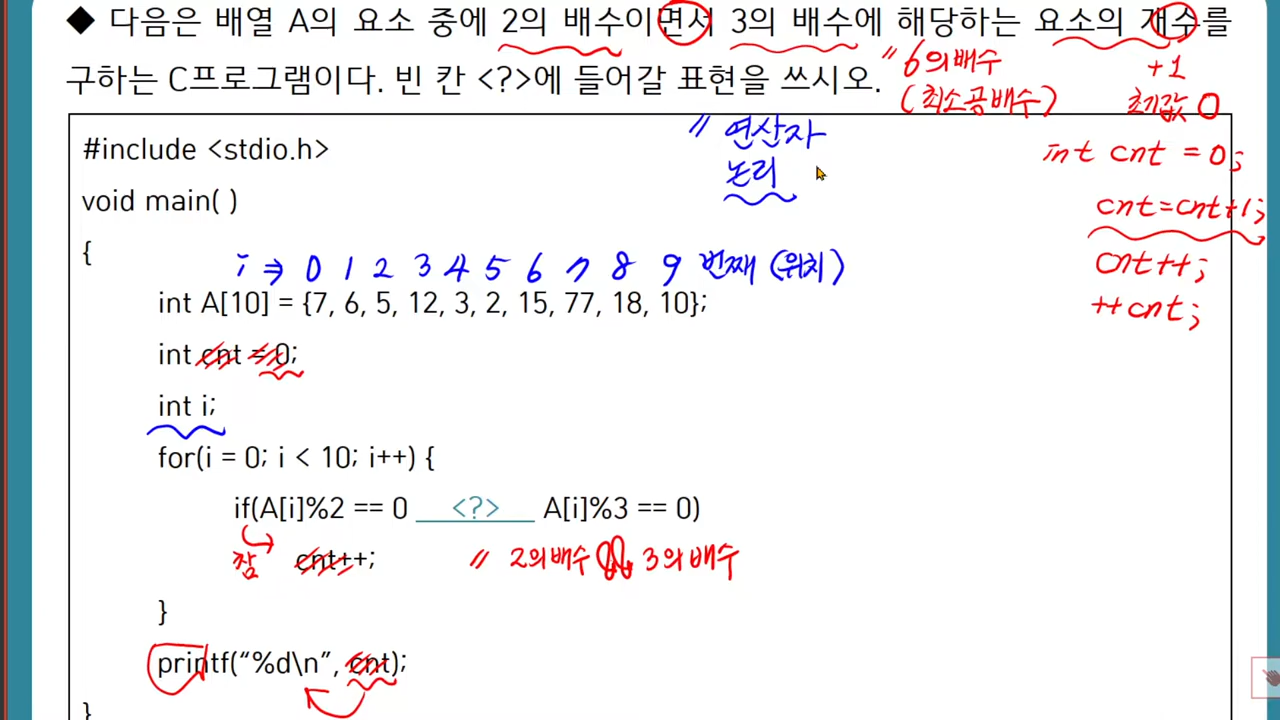 ◆ 다음은 배열 A의 요소 중에 2의 배수이면서 3의 배수에 해당하는 요소의 개수를
구하는 C프로그램이다. 빈 칸 <?>에 들어갈 표현을 쓰시오.
// 6의배수
(최소공배수)
+1
초기값 0
int cnt = 0;
cnt=cnt+1;
cnt++;
++cnt;
// 연산자
논리
#include <stdio.h>
void main( )
{
i ⇒ 0 1 2 3 4 5 6 7 8 9 번째 (위치)
int A[10] = {7, 6, 5, 12, 3, 2, 15, 77, 18, 10};
int cnt = 0;
int i;
for(i = 0; i < 10; i++) {
if(A[i]%2 == 0 <?> A[i]%3 == 0)
참 cnt++; // 2의배수 && 3의배수
}
printf(“%d\n”, cnt);
}